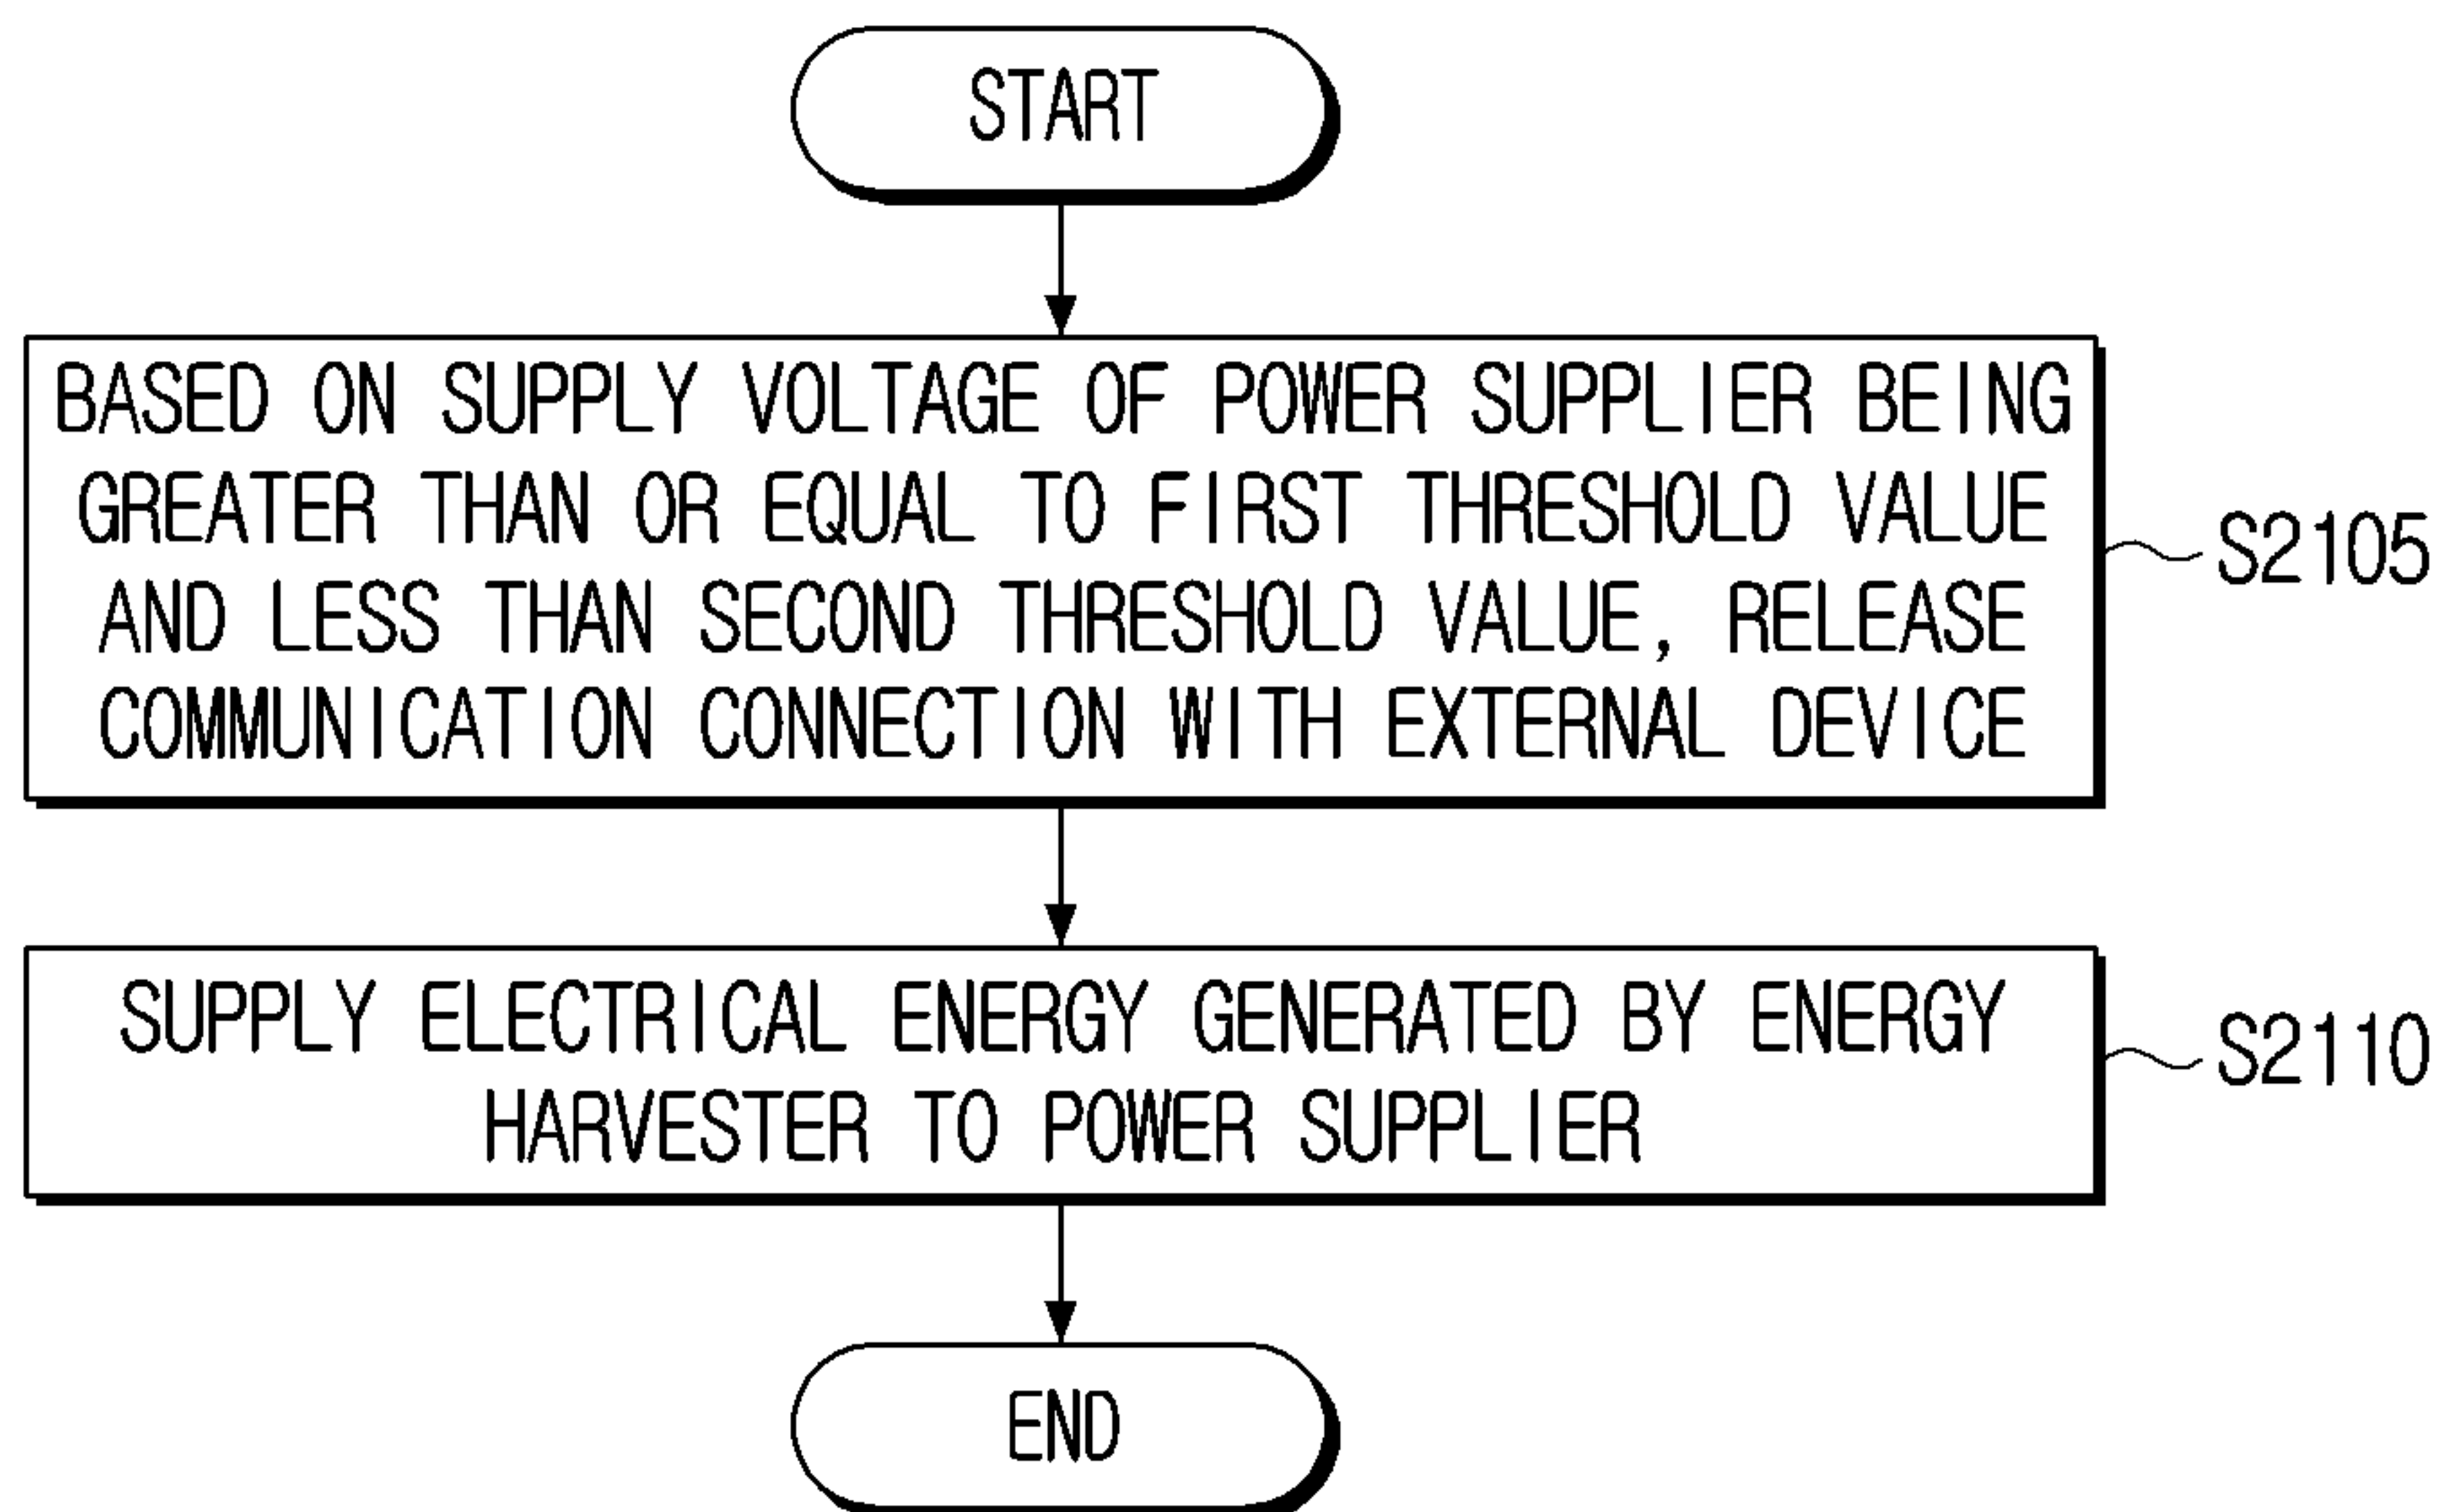 START
BASED ON SUPPLY VOLTAGE OF POWER SUPPLIER BEING
GREATER THAN OR EQUAL TO FIRST THRESHOLD VALUE
AND LESS THAN SECOND THRESHOLD VALUE, RELEASE
COMMUNICATION CONNECTION WITH EXTERNAL DEVICE
S2105
SUPPLY ELECTRICAL ENERGY GENERATED BY ENERGY
HARVESTER TO POWER SUPPLIER
S2110
END